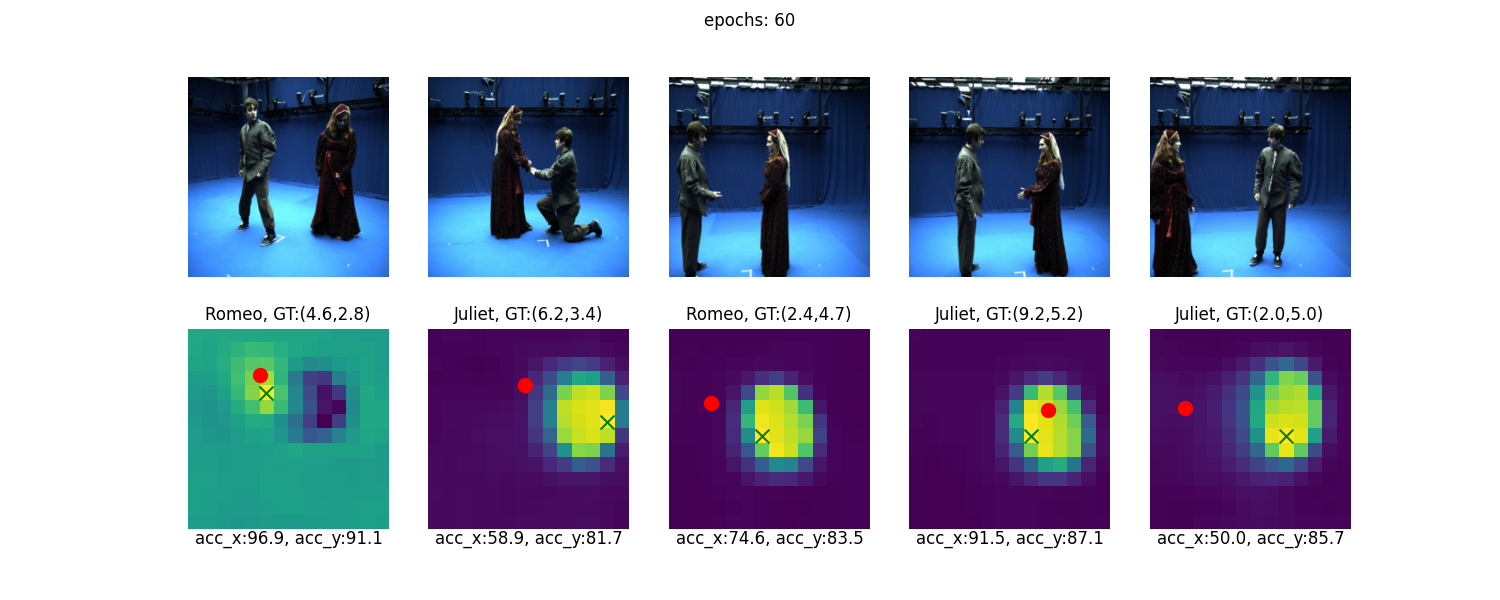 epochs: 60
Romeo, GT:(4.6,2.8)
Juliet, GT:(6.2,3.4)
Romeo, GT:(2.4,4.7)
Juliet, GT:(9.2,5.2)
Juliet, GT:(2.0,5.0)
acc_x:96.9, acc_y:91.1
acc_x:58.9, acc_y:81.7
acc_x:74.6, acc_y:83.5
acc_x:91.5, acc_y:87.1
acc_x:50.0, acc_y:85.7